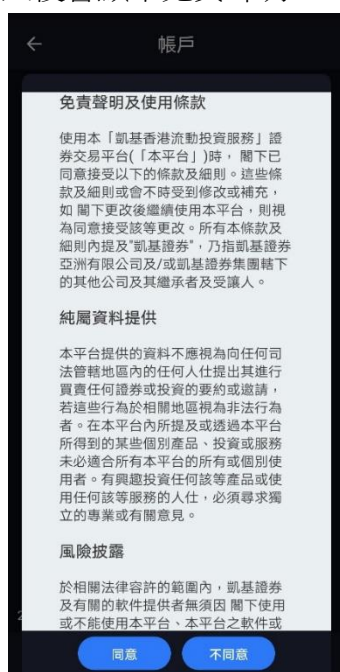 帳戶
免責聲明及使用條款
使用本「凱基香港流動投資服務」證
券交易平台(「本平台」)時， 閣下已
同意接受以下的條款及細則。這些條
款及細則或會不時受到修改或補充，
如 閣下更改後繼續使用本平台，則視
為同意接受該等更改。所有本條款及
細則內提及"凱基證券"，乃指凱基證券
亞洲有限公司及/或凱基證券集團轄下
的其他公司及其繼承者及受讓人。
純屬資料提供
本平台提供的資料不應視為向任何司
法管轄地區內的任何人仕提出其進行
買賣任何證券或投資的要約或邀請，
若這些行為於相關地區視為非法行為
者。在本平台內所提及或透過本平台
所得到的某些個別產品、投資或服務
未必適合所有本平台的所有或個別使
用者。有興趣投資任何該等產品或使
用任何該等服務的人仕，必須尋求獨
立的專業或有關意見。
風險披露
於相關法律容許的範圍內，凱基證券
及有關的軟件提供者無須因 閣下使用
或不能使用本平台、本平台之軟件或
同意 不同意